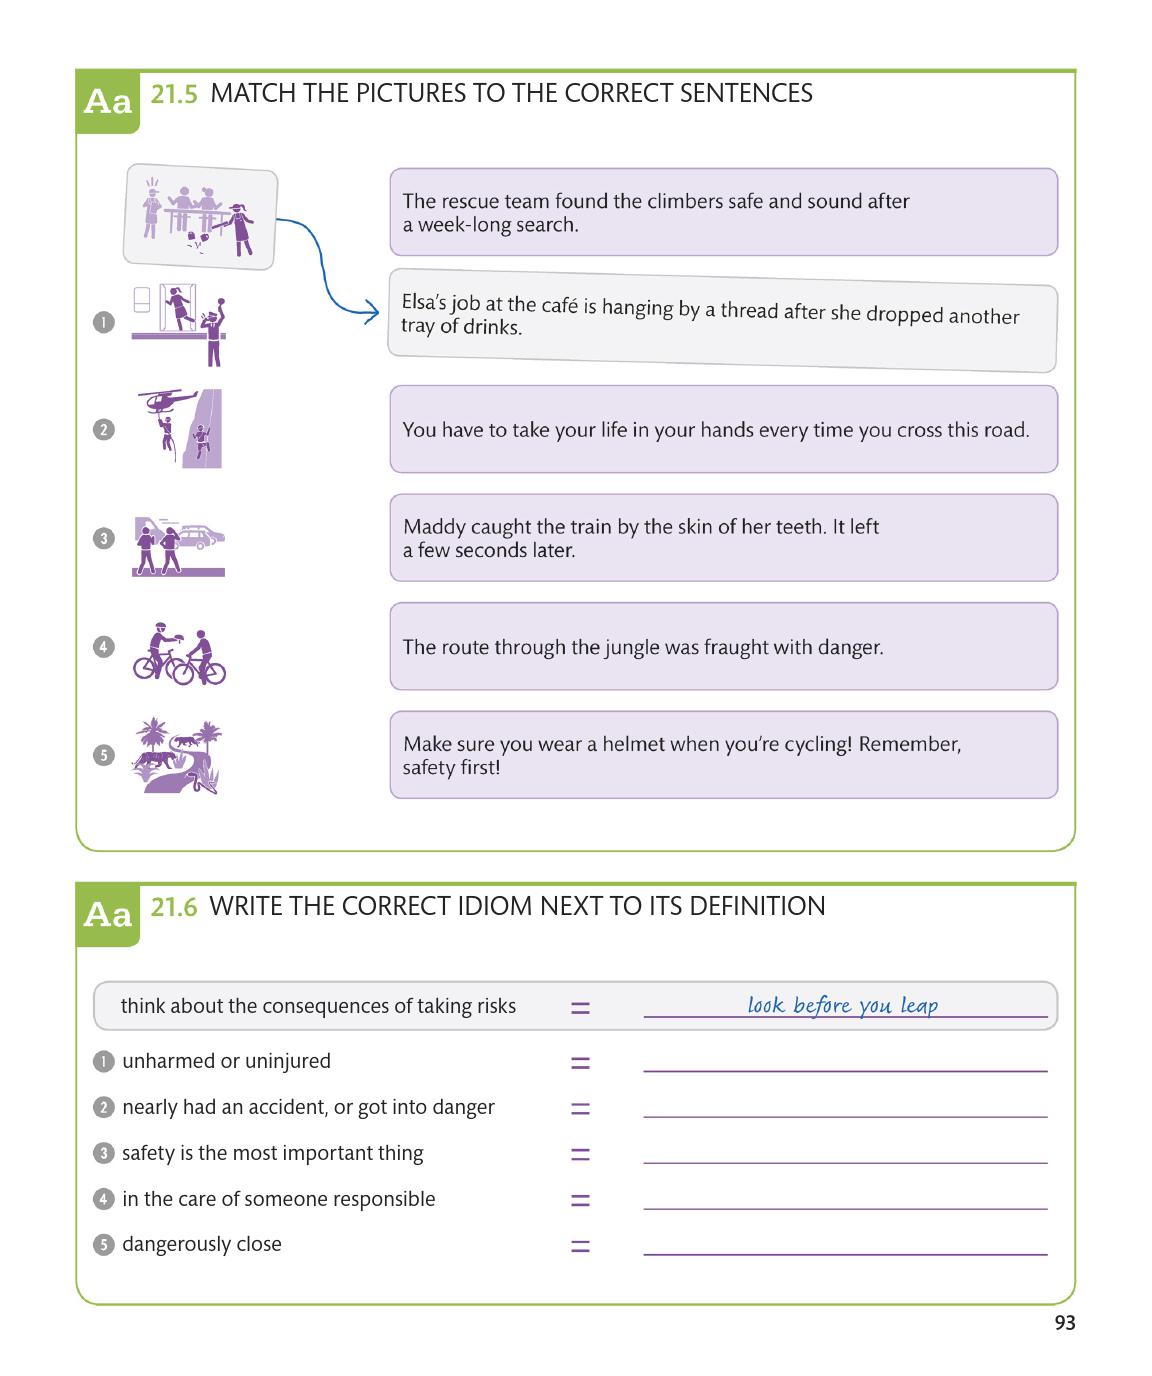 Aa 21.5 MATCH THE PICTURES TO THE CORRECT SENTENCES
The rescue team found the climbers safe and sound after
a week-long search.
Elsa's job at the café is hanging by a thread after she dropped another
tray of drinks.
1
2
You have to take your life in your hands every time you cross this road.
3
Maddy caught the train by the skin of her teeth. It left
a few seconds later.
4
The route through the jungle was fraught with danger.
5
Make sure you wear a helmet when you're cycling! Remember,
safety first!
Aa 21.6 WRITE THE CORRECT IDIOM NEXT TO ITS DEFINITION
think about the consequences of taking risks = look before you leap
1 unharmed or uninjured =
2 nearly had an accident, or got into danger =
3 safety is the most important thing =
4 in the care of someone responsible =
5 dangerously close =
93